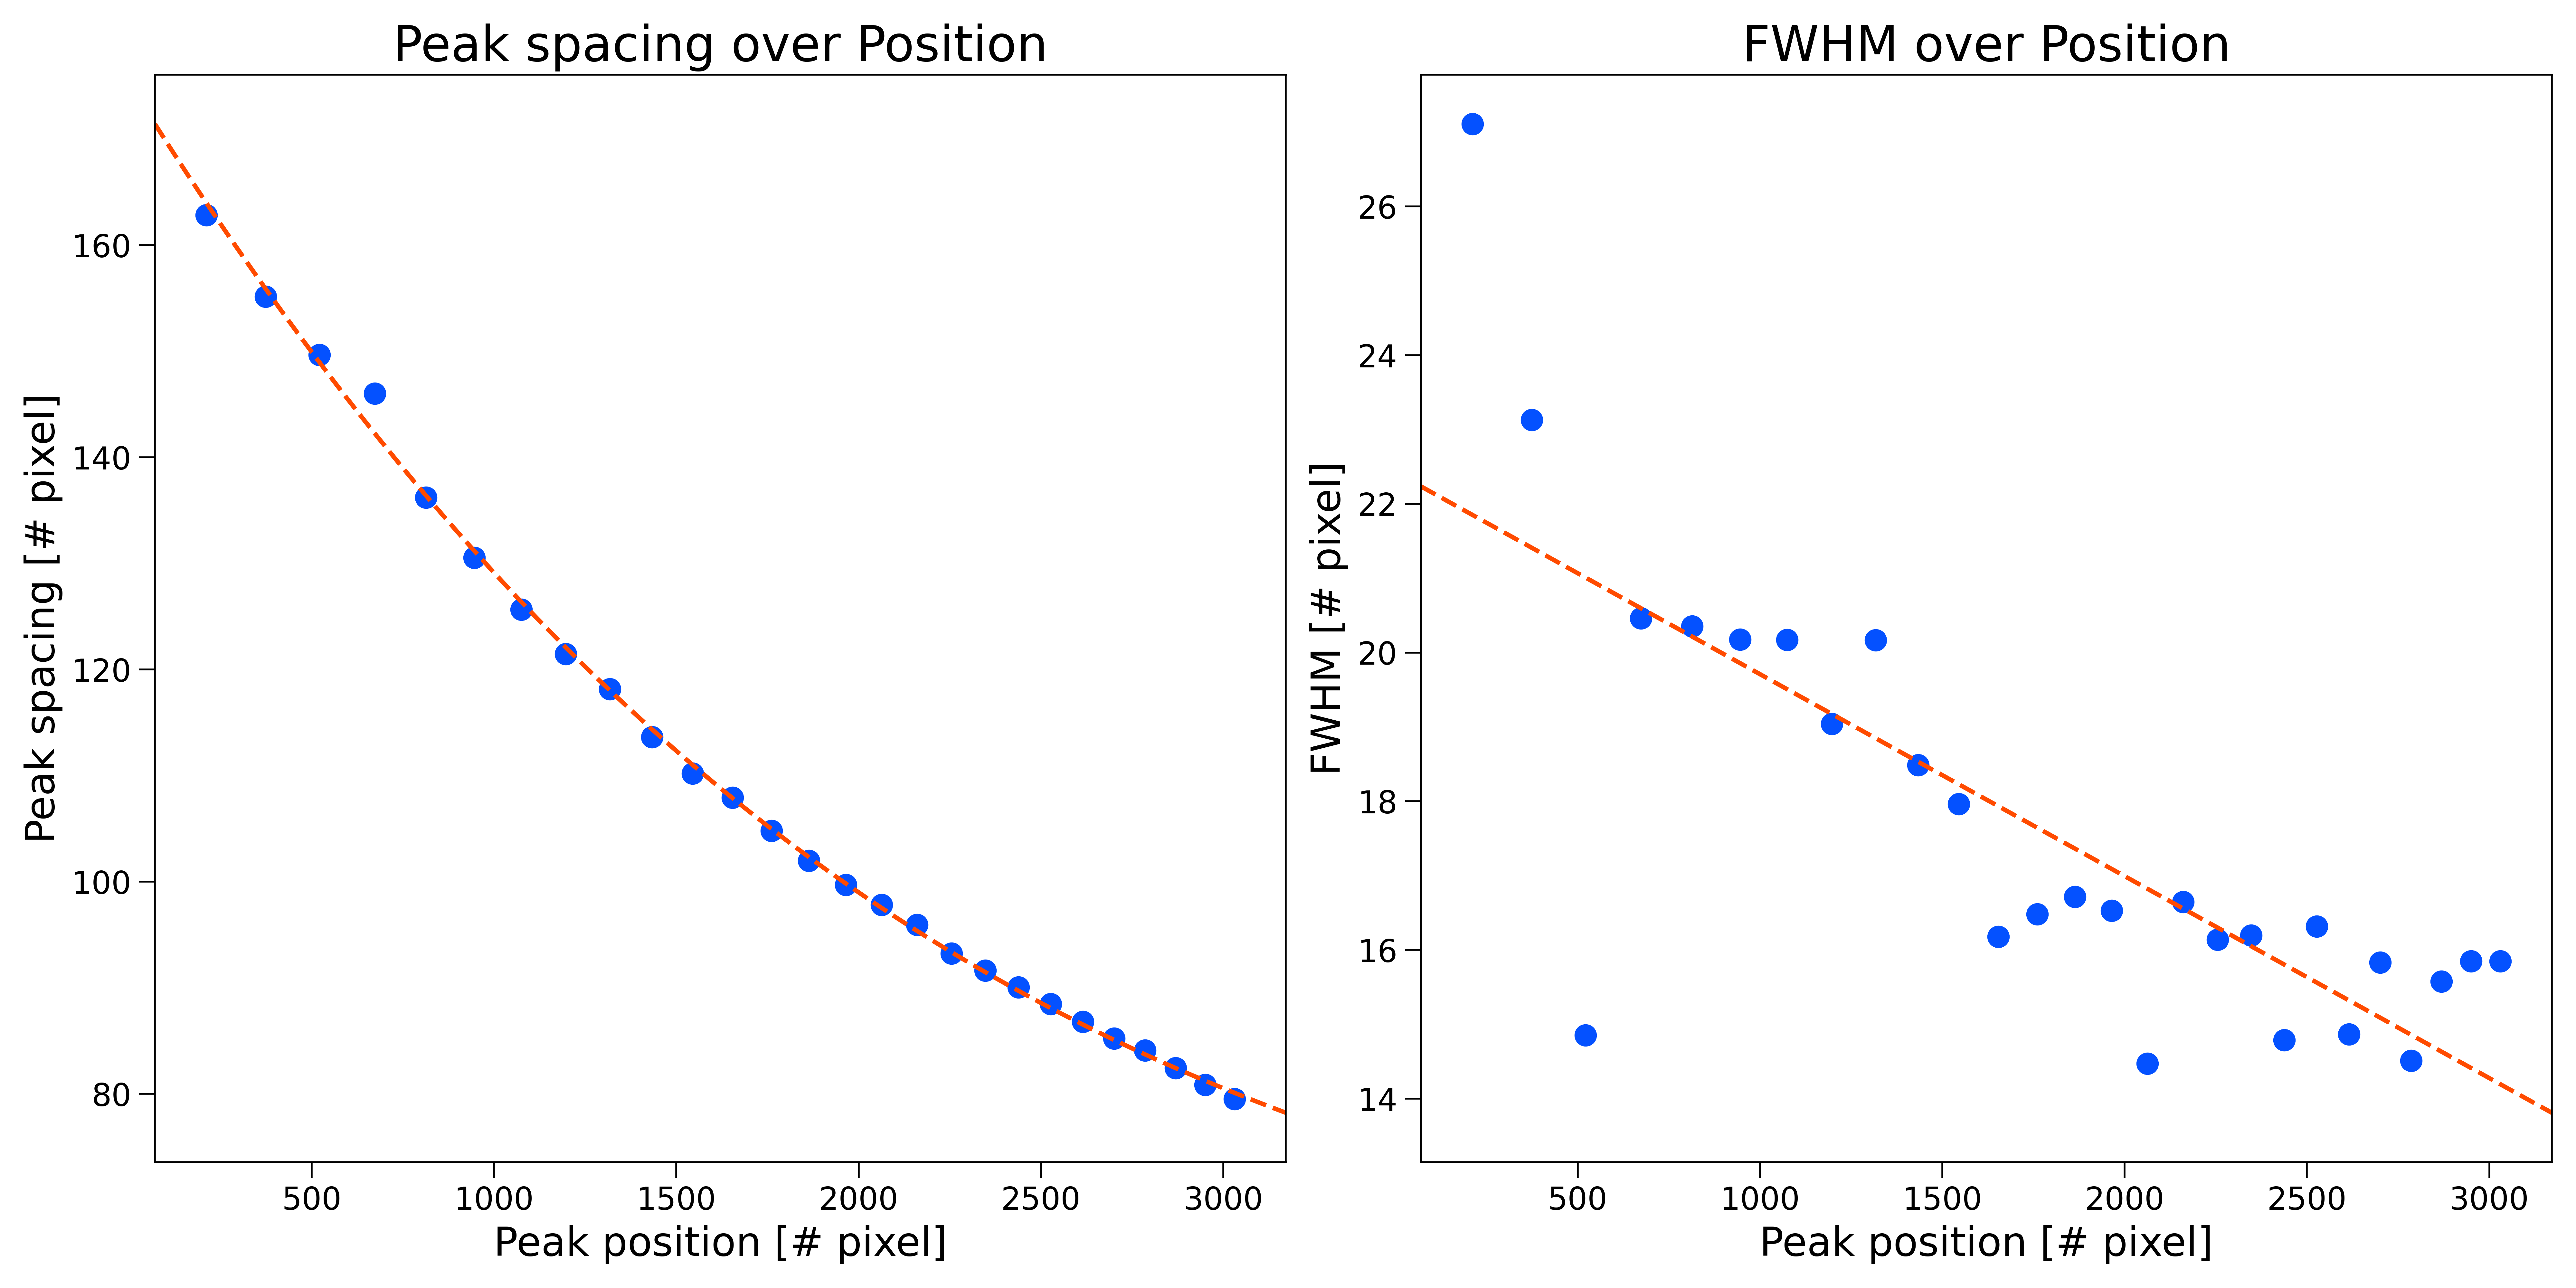 Peak spacing over Position
Peak spacing [# pixel]
160
140
120
100
80
500 1000 1500 2000 2500 3000
Peak position [# pixel]
FWHM over Position
FWHM [# pixel]
26
24
22
20
18
16
14
500 1000 1500 2000 2500 3000
Peak position [# pixel]